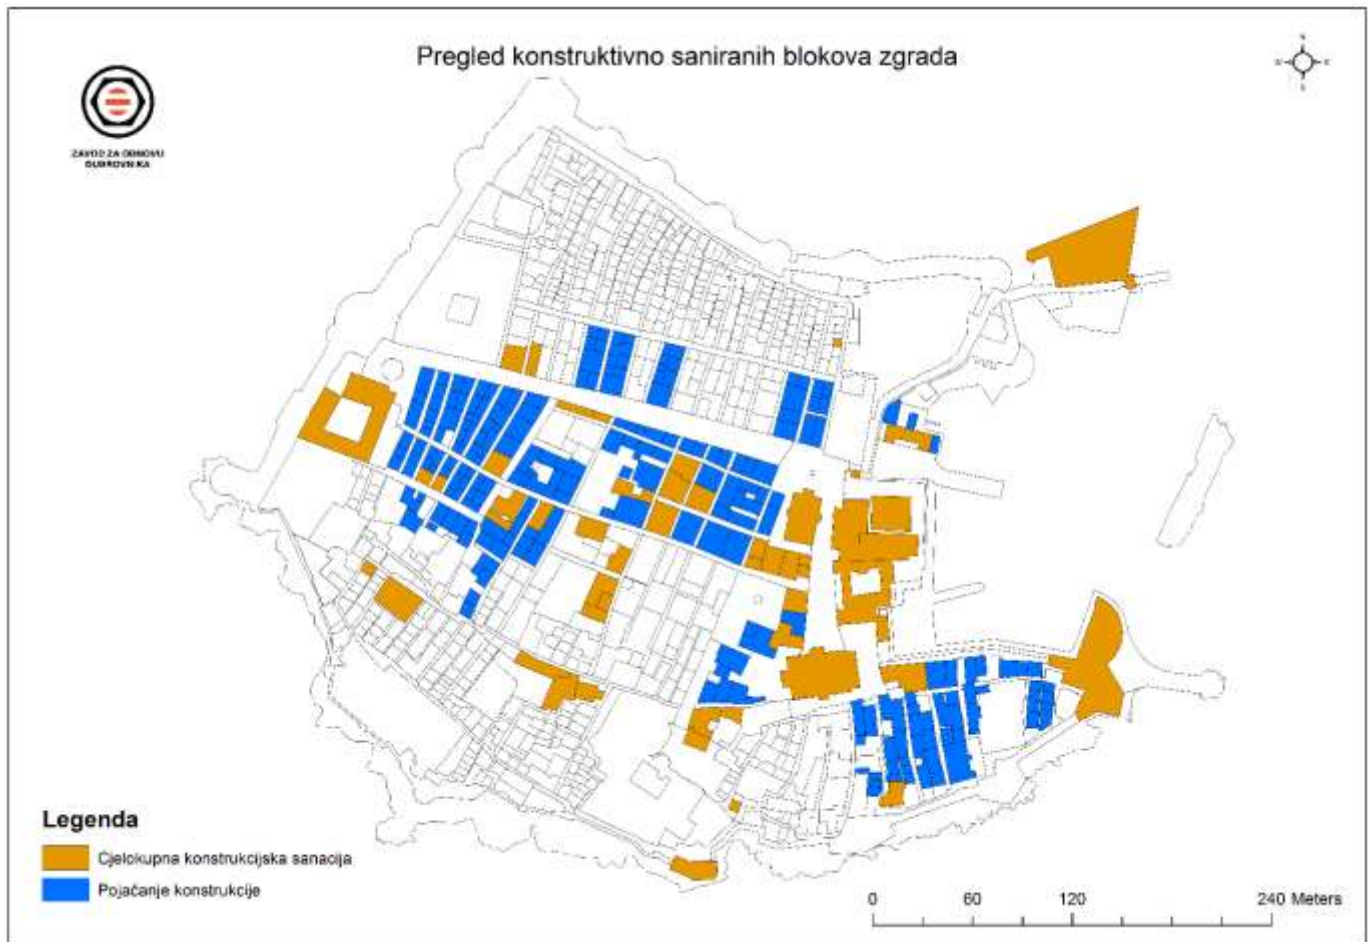 Pregled konstruktivno saniranih blokova zgrada
ZAVOD ZA OBNOVU
DUBROVNIKA
Legenda
Cjelokupna konstrukcijska sanacija
Pojačanje konstrukcije
0 60 120 240 Meters